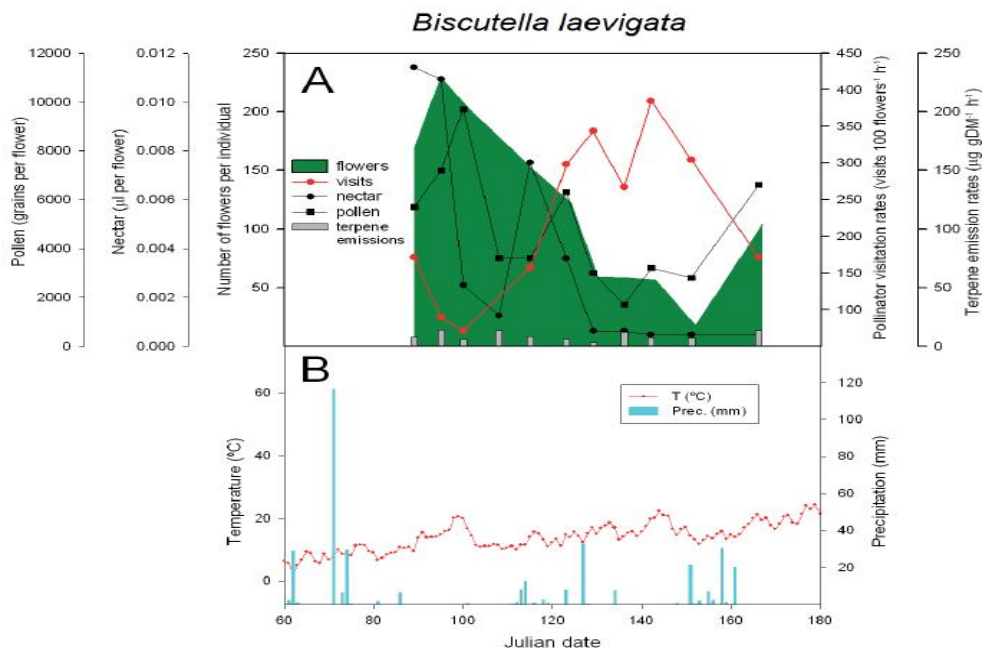 Biscutella laevigata
A
Pollen (grains per flower)
12000
10000
8000
6000
4000
2000
0
Nectar (µl per flower)
0.012
0.010
0.008
0.006
0.004
0.002
0.000
Number of flowers per individual
250
200
150
100
50
flowers
visits
nectar
pollen
terpene
emissions
450
400
350
300
250
200
150
100
Pollinator visitation rates (visits 100 flowers⁻¹ h⁻¹)
250
200
150
100
50
0
Terpene emission rates (ug gDM⁻¹ h⁻¹)
B
Temperature (ºC)
60
40
20
0
T (ºC)
Prec. (mm)
120
100
80
60
40
20
Precipitation (mm)
60
80
100
120
140
160
180
Julian date